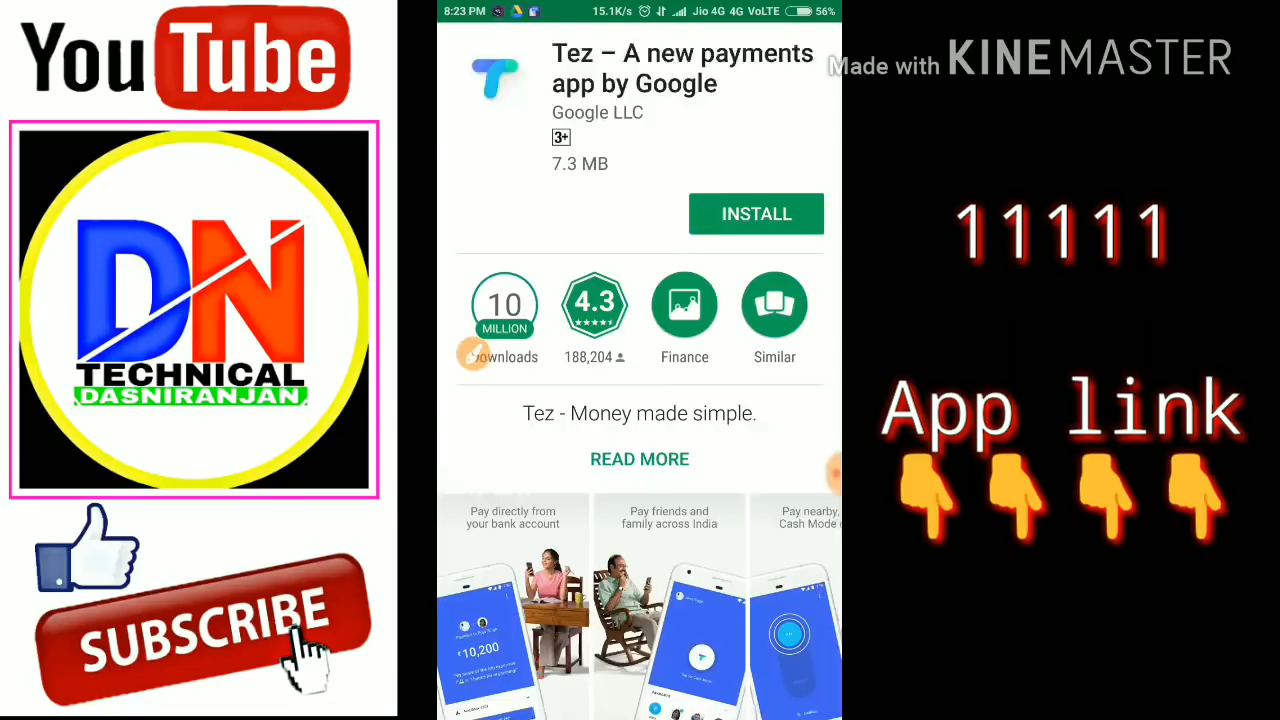 YouTube
DN
TECHNICAL
DASNIRANJAN
SUBSCRIBE
8:23 PM 15.1K/s Jio 4G 4G VoLTE 56%
Tez – A new payments
app by Google
Google LLC
3+
7.3 MB
INSTALL
10
MILLION
ownloads
4.3
188,204
Finance
Similar
Tez - Money made simple.
READ MORE
Pay directly from
your bank account
₹10,200
Pay friends and
family across India
Pay nearby,
Cash Mode
Made with KINEMASTER
11111
App link